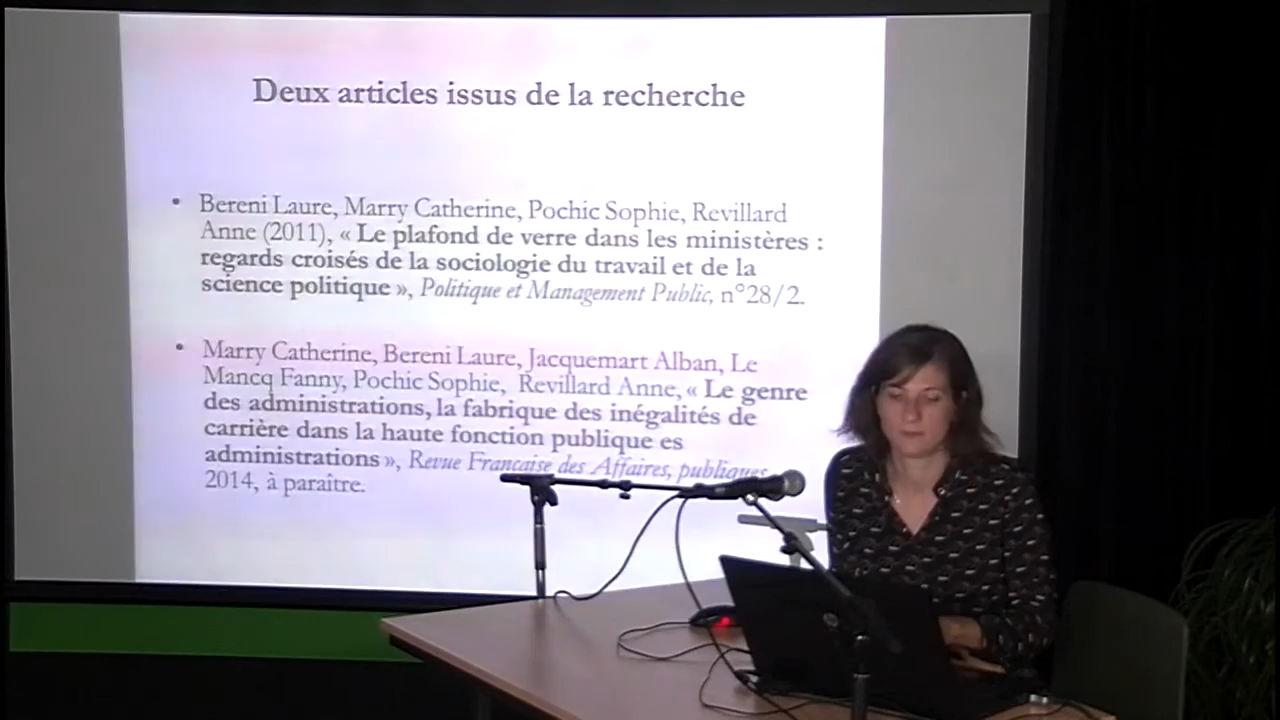 Deux articles issus de la recherche
• Bereni Laure, Marry Catherine, Pochic Sophie, Revillard
Anne (2011), « Le plafond de verre dans les ministères :
regards croisés de la sociologie du travail et de la
science politique », Politique et Management Public, n°28/2.
• Marry Catherine, Bereni Laure, Jacquemart Alban, Le
Mancq Fanny, Pochic Sophie, Revillard Anne, « Le genre
des administrations, la fabrique des inégalités de
carrière dans la haute fonction publique es
administrations », Revue Française des Affaires, publiques
2014, à paraître.